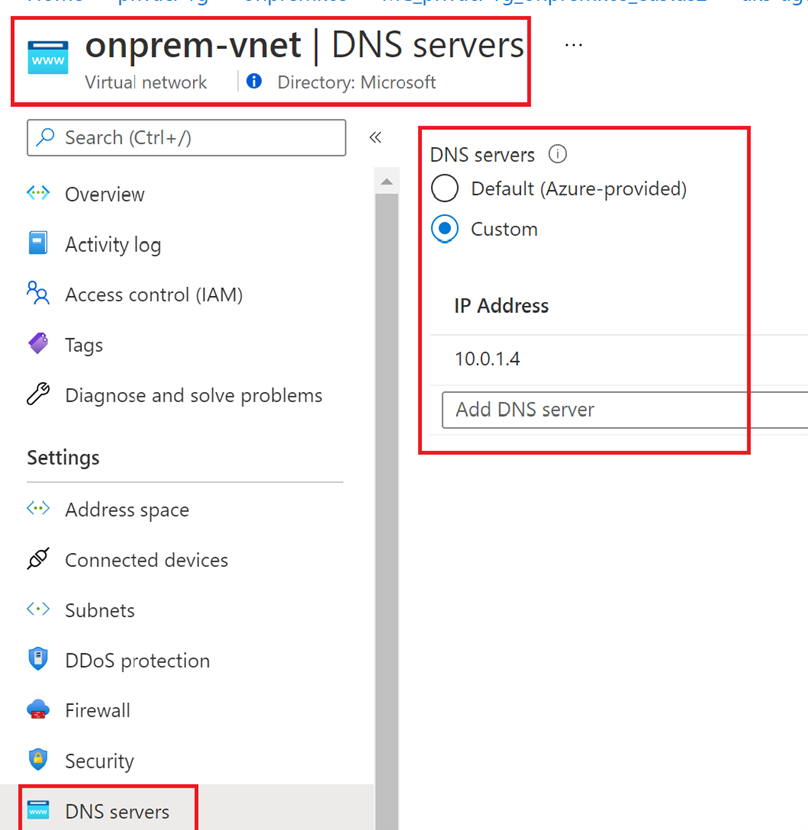 onprem-vnet | DNS servers ...
Virtual network Directory: Microsoft
Search (Ctrl+/) «
Overview
Activity log
Access control (IAM)
Tags
Diagnose and solve problems
Settings
Address space
Connected devices
Subnets
DDoS protection
Firewall
Security
www DNS servers
DNS servers
Default (Azure-provided)
Custom
IP Address
10.0.1.4
Add DNS server